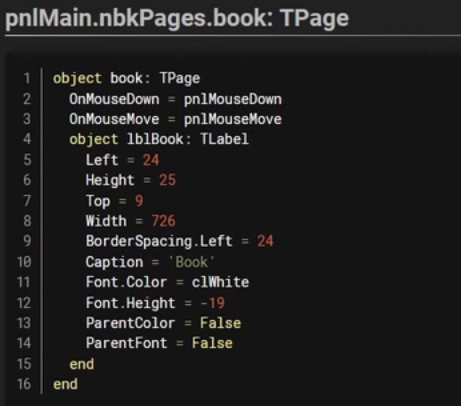 pnlMain.nbkPages.book: TPage
1 object book: TPage
2 OnMouseDown = pnlMouseDown
3 OnMouseMove = pnlMouseMove
4 object lblBook: TLabel
5 Left = 24
6 Height = 25
7 Top = 9
8 Width = 726
9 BorderSpacing.Left = 24
10 Caption = 'Book'
11 Font.Color = clWhite
12 Font.Height = -19
13 ParentColor = False
14 ParentFont = False
15 end
16 end